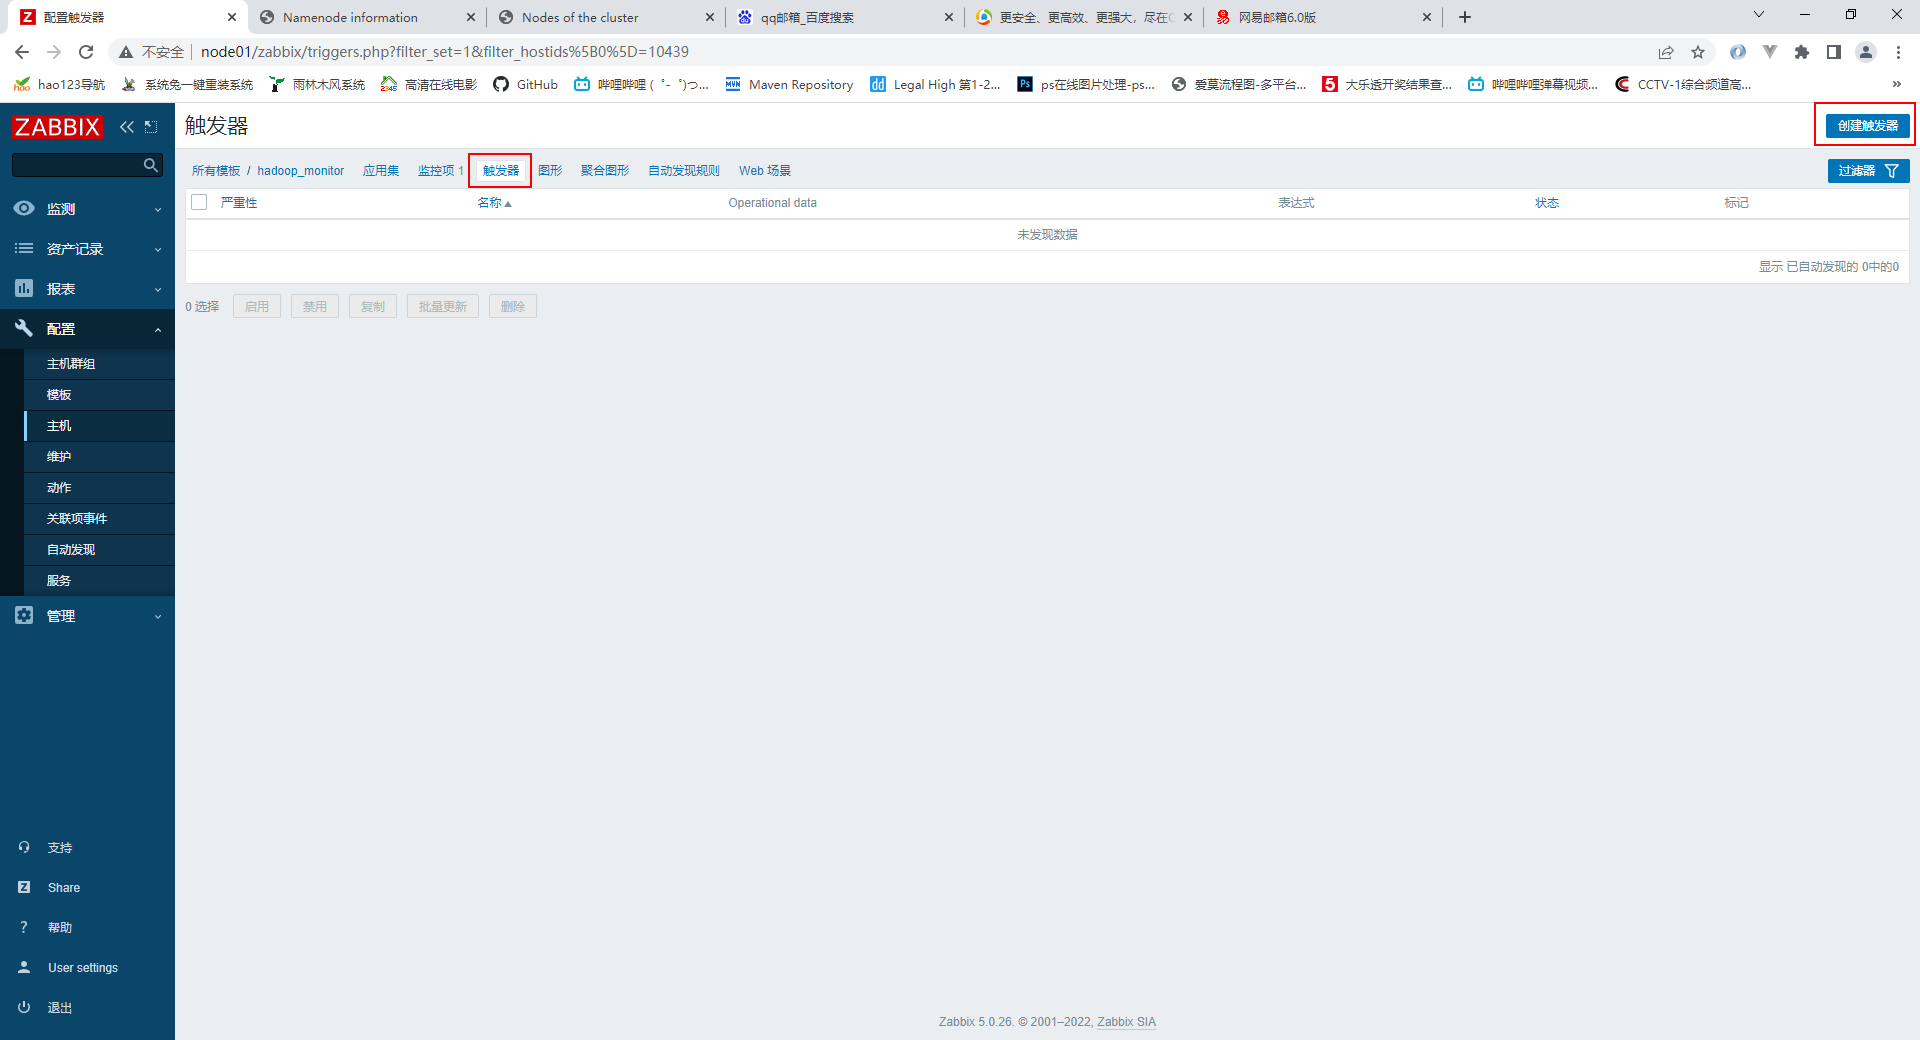 配置触发器
Namenode information
Nodes of the cluster
qq邮箱_百度搜索
更安全、更高效、更强大，尽在
网易邮箱6.0版
不安全 node01/zabbix/triggers.php?filter_set=1&filter_hostids%5B0%5D=10439
hao123导航
系统兔一键重装系统
雨林木风系统
高清在线电影
GitHub
哔哩哔哩 ( ゜- ゜)つ...
Maven Repository
Legal High 第1-2...
ps在线图片处理-ps...
爱莫流程图-多平台...
大乐透开奖结果查...
哔哩哔哩弹幕视频...
CCTV-1综合频道高...
ZABBIX
触发器
创建触发器
所有模板 / hadoop_monitor 应用集 监控项 1 触发器 图形 聚合图形 自动发现规则 Web 场景
过滤器
严重性 名称 Operational data 表达式 状态 标记
未发现数据
显示 已自动发现的 0中的0
0 选择 启用 禁用 复制 批量更新 删除
监测
资产记录
报表
配置
主机群组
模板
主机
维护
动作
关联项事件
自动发现
服务
管理
支持
Share
帮助
User settings
退出
Zabbix 5.0.26. © 2001–2022, Zabbix SIA